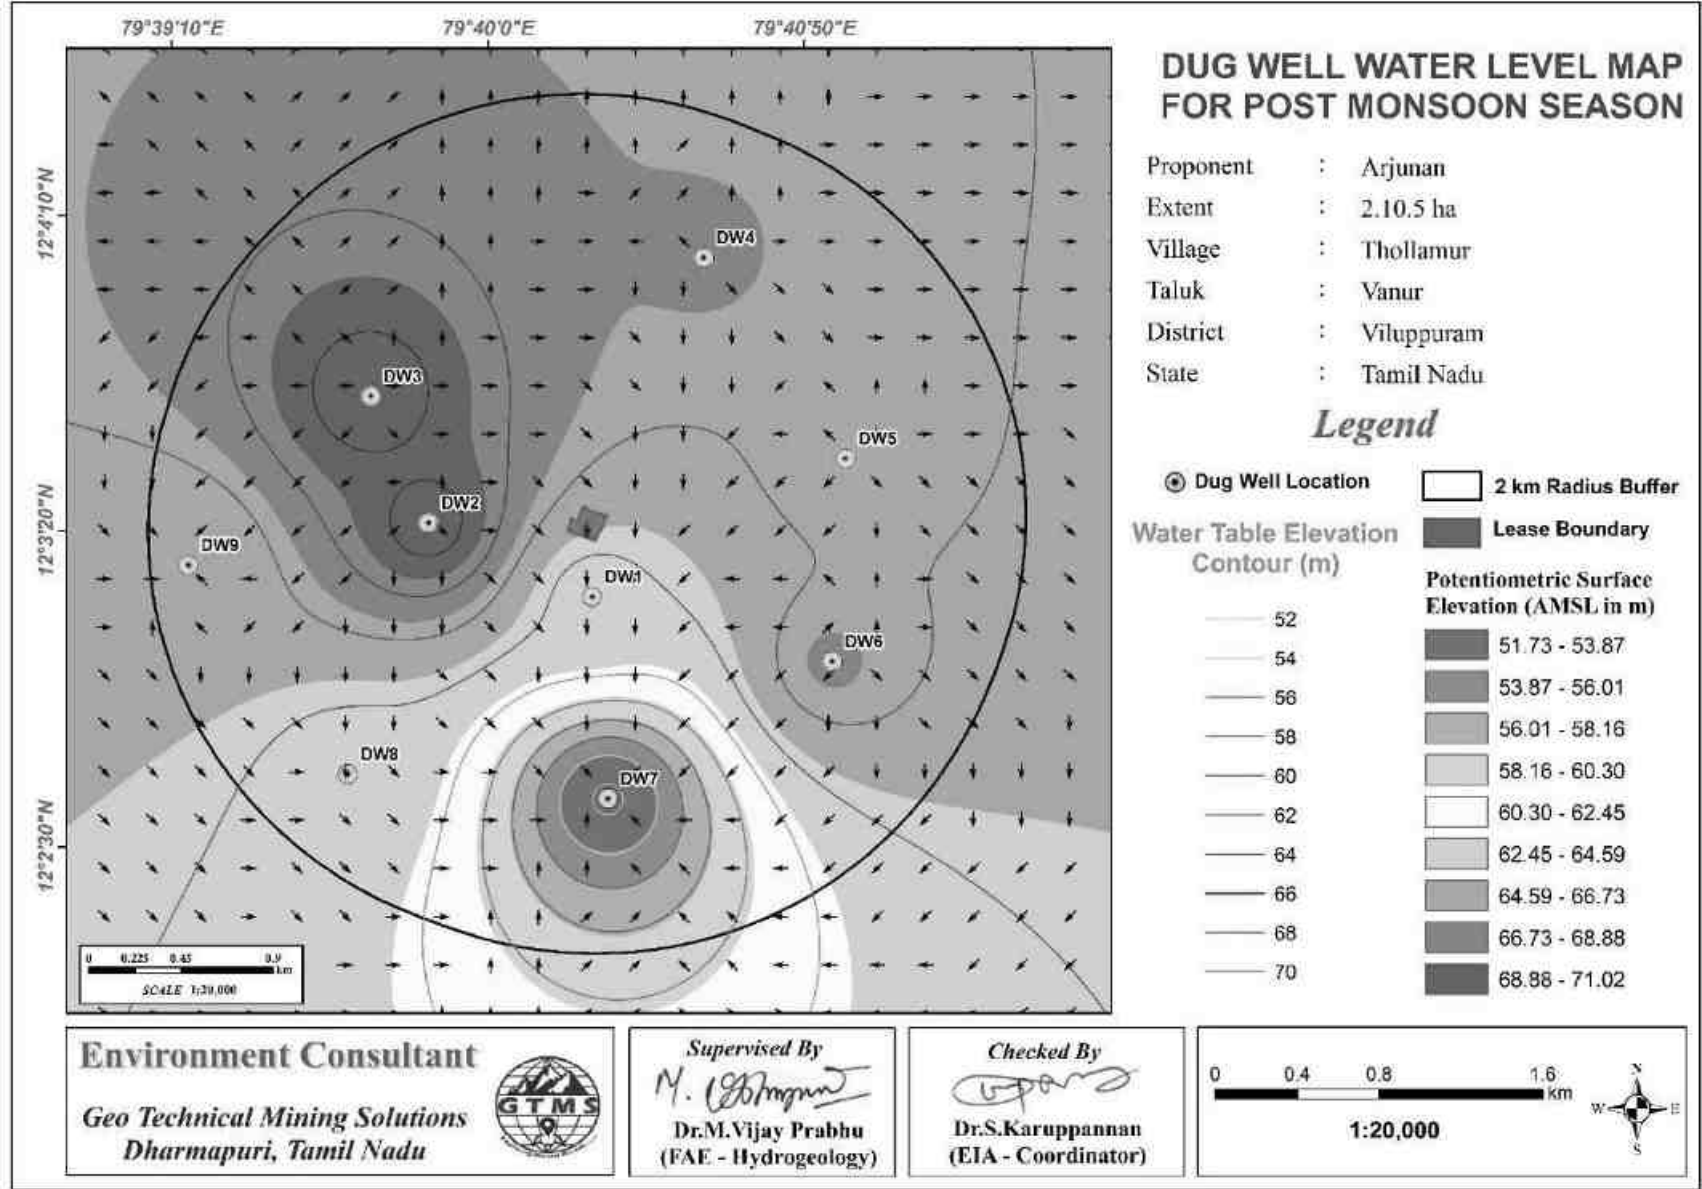 79°39'10"E
79°40'0"E
79°40'50"E
12°4'10"N
12°3'20"N
12°2'30"N
DW4
DW3
DW5
DW2
DW9
DW1
DW6
DW8
DW7
0 0.225 0.45 0.9
km
SCALE 1:20,000
DUG WELL WATER LEVEL MAP
FOR POST MONSOON SEASON
Proponent : Arjunan
Extent : 2.10.5 ha
Village : Thollamur
Taluk : Vanur
District : Viluppuram
State : Tamil Nadu
Legend
Dug Well Location
2 km Radius Buffer
Lease Boundary
Water Table Elevation
Contour (m)
52
54
56
58
60
62
64
66
68
70
Potentiometric Surface
Elevation (AMSL in m)
51.73 - 53.87
53.87 - 56.01
56.01 - 58.16
58.16 - 60.30
60.30 - 62.45
62.45 - 64.59
64.59 - 66.73
66.73 - 68.88
68.88 - 71.02
Environment Consultant
Geo Technical Mining Solutions
Dharmapuri, Tamil Nadu
GTMS
Supervised By
Dr.M.Vijay Prabhu
(FAE - Hydrogeology)
Checked By
Dr.S.Karuppannan
(EIA - Coordinator)
0 0.4 0.8 1.6
km
1:20,000
N
W E
S